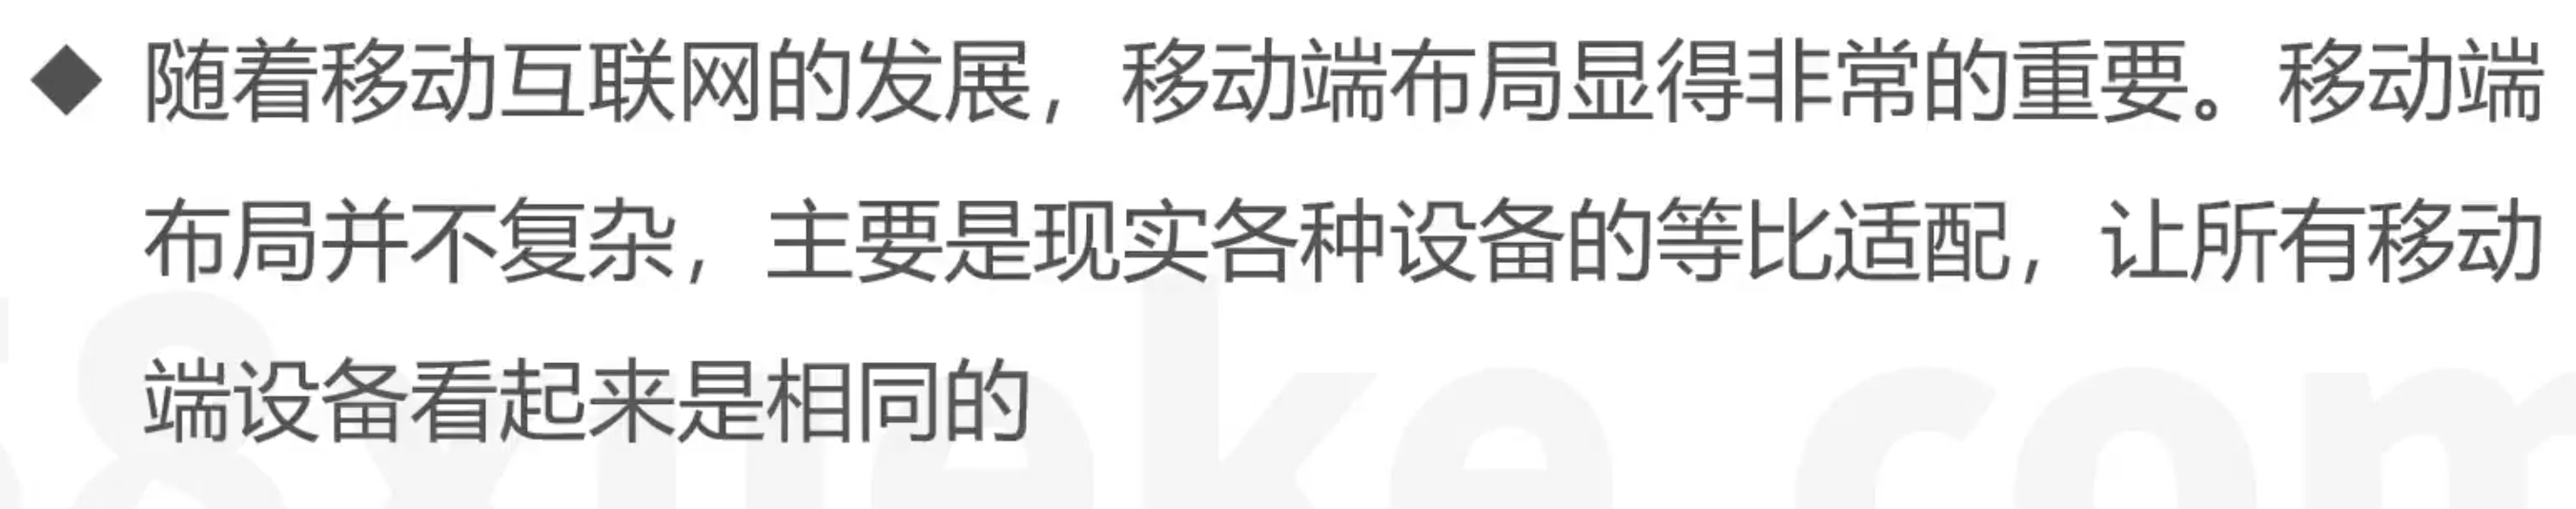 ◆ 随着移动互联网的发展，移动端布局显得非常的重要。移动端
布局并不复杂，主要是现实各种设备的等比适配，让所有移动
端设备看起来是相同的